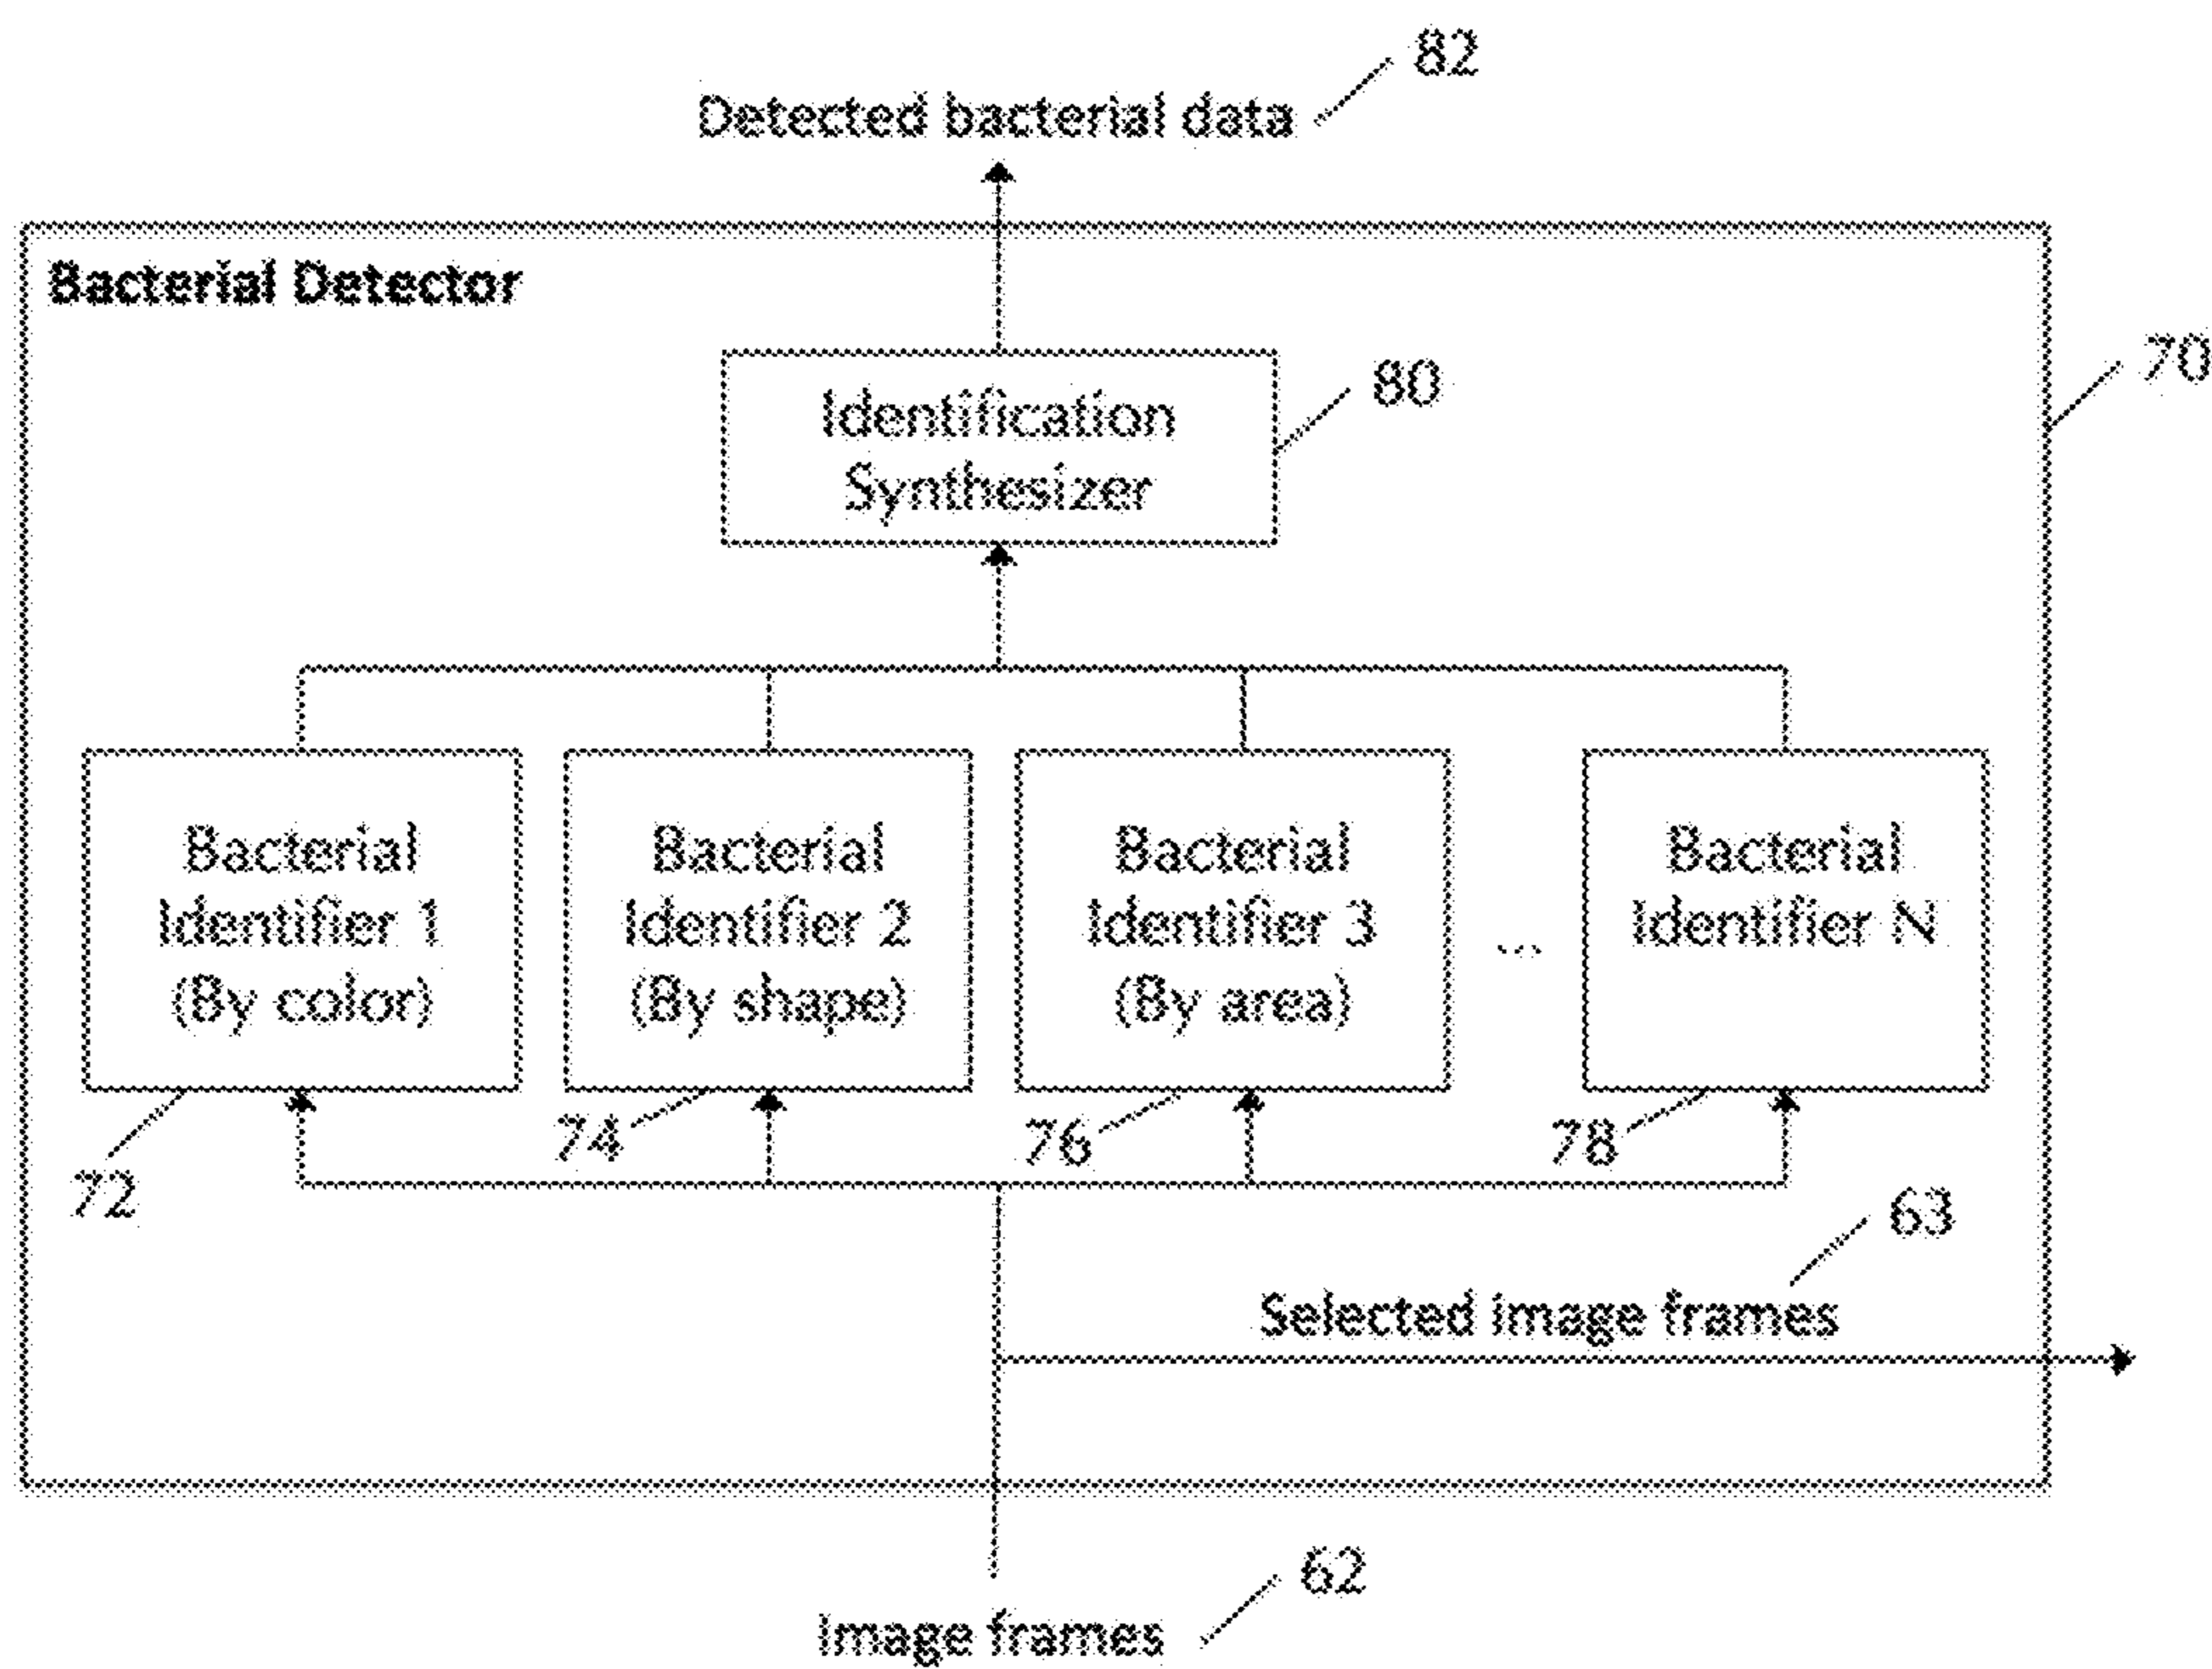 82
Detected bacterial data
Bacterial Detector
70
80
Identification
Synthesizer
Bacterial
Identifier 1
(By color)
Bacterial
Identifier 2
(By shape)
Bacterial
Identifier 3
(By area)
...
Bacterial
Identifier N
72
74
76
78
63
Selected image frames
62
Image frames